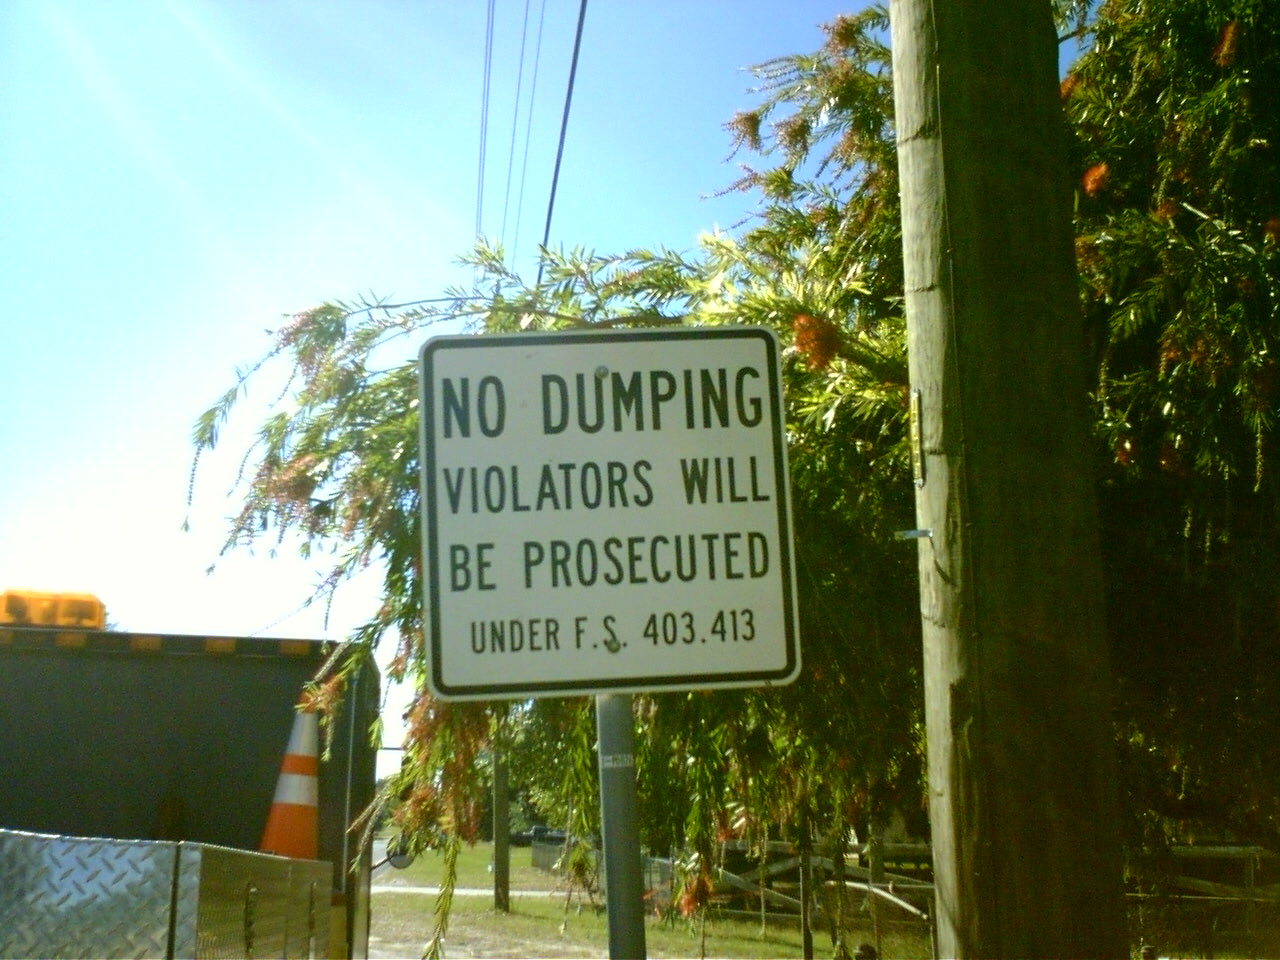 NO DUMPING
VIOLATORS WILL
BE PROSECUTED
UNDER F.S. 403.413